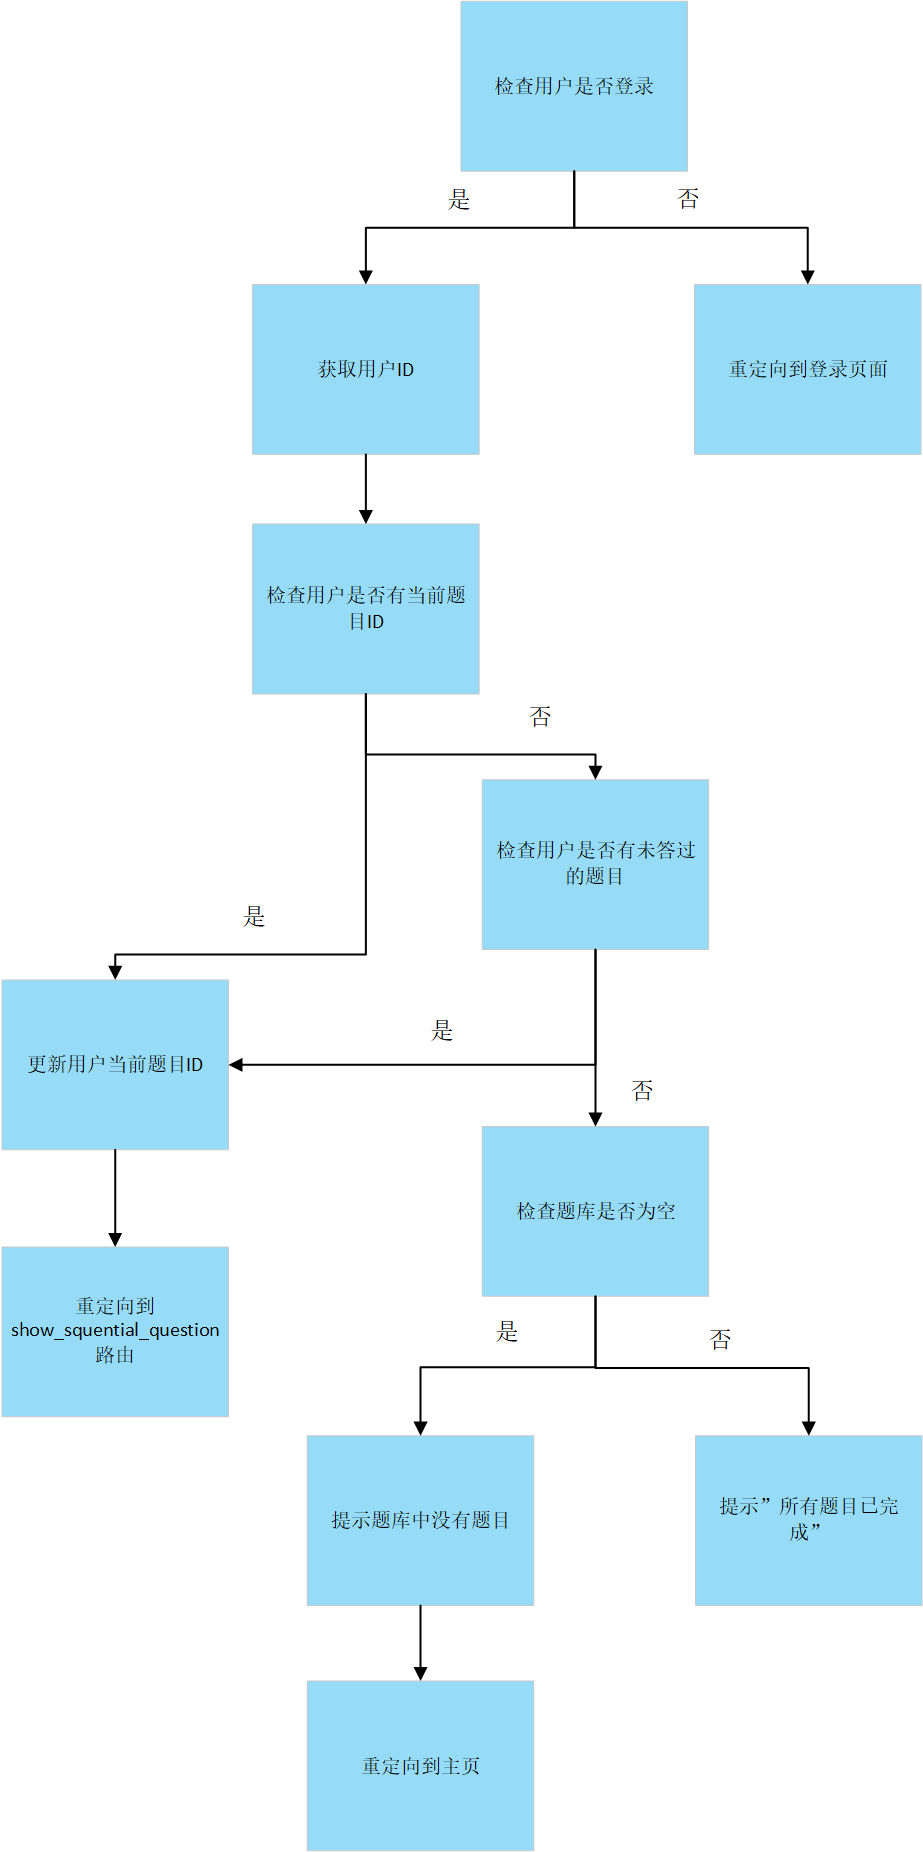 检查用户是否登录
是
否
获取用户ID
重定向到登录页面
检查用户是否有当前题
目ID
否
检查用户是否有未答过
的题目
是
更新用户当前题目ID
是
否
检查题库是否为空
重定向到
show_squential_question
路由
是
否
提示题库中没有题目
提示”所有题目已完
成”
重定向到主页